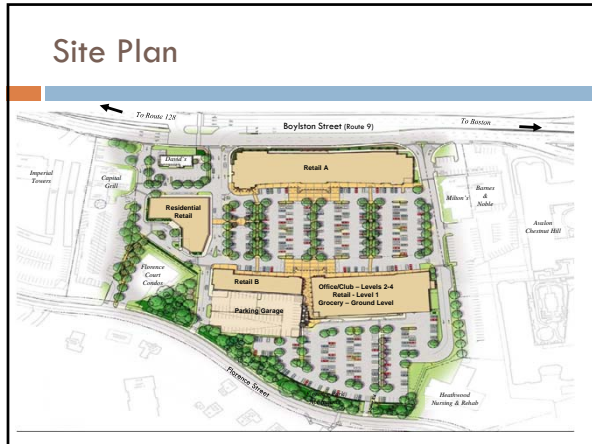 Site Plan
To Route 128
Boylston Street (Route 9)
To Boston
David's
Retail A
Imperial
Towers
Capital
Grill
Milton's
Barnes
&
Noble
Residential
Retail
Avalon
Chestnut Hill
Florence
Court
Condos
Retail B
Parking Garage
Office/Club – Levels 2-4
Retail - Level 1
Grocery – Ground Level
Florence Street
Heathwood
Nursing & Rehab